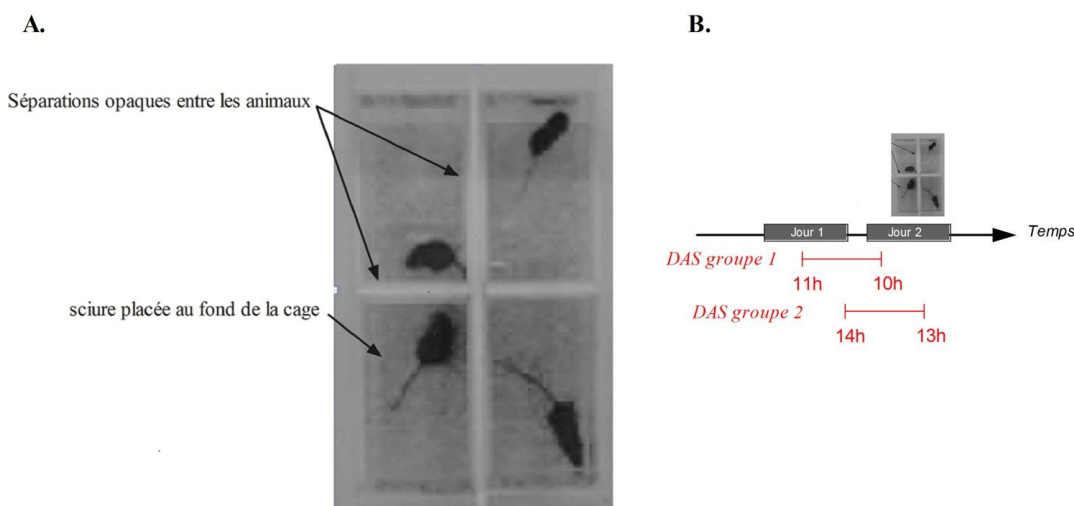 A.
Séparations opaques entre les animaux
sciure placée au fond de la cage
B.
Jour 1
Jour 2
Temps
DAS groupe 1
11h
10h
DAS groupe 2
14h
13h